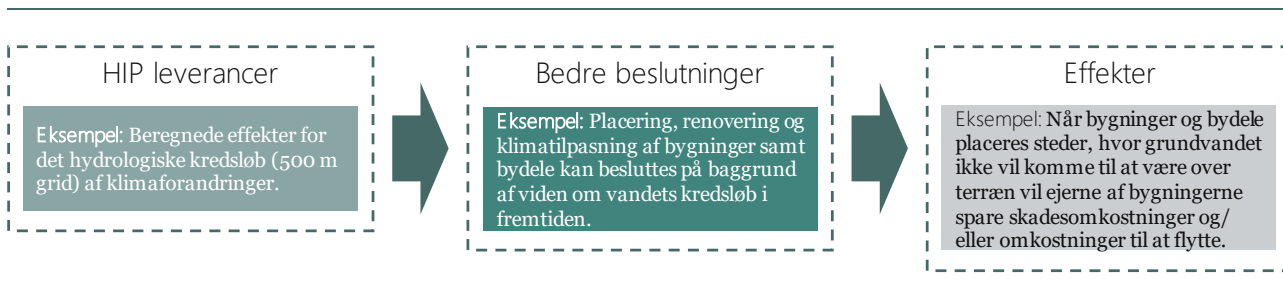 HIP leverancer
Eksempel: Beregnede effekter for
det hydrologiske kredsløb (500 m
grid) af klimaforandringer.
Bedre beslutninger
Eksempel: Placering, renovering og
klimatilpasning af bygninger samt
bydele kan besluttes på baggrund
af viden om vandets kredsløb i
fremtiden.
Effekter
Eksempel: Når bygninger og bydele
placeres steder, hvor grundvandet
ikke vil komme til at være over
terræn vil ejerne af bygningerne
spare skadesomkostninger og/
eller omkostninger til at flytte.